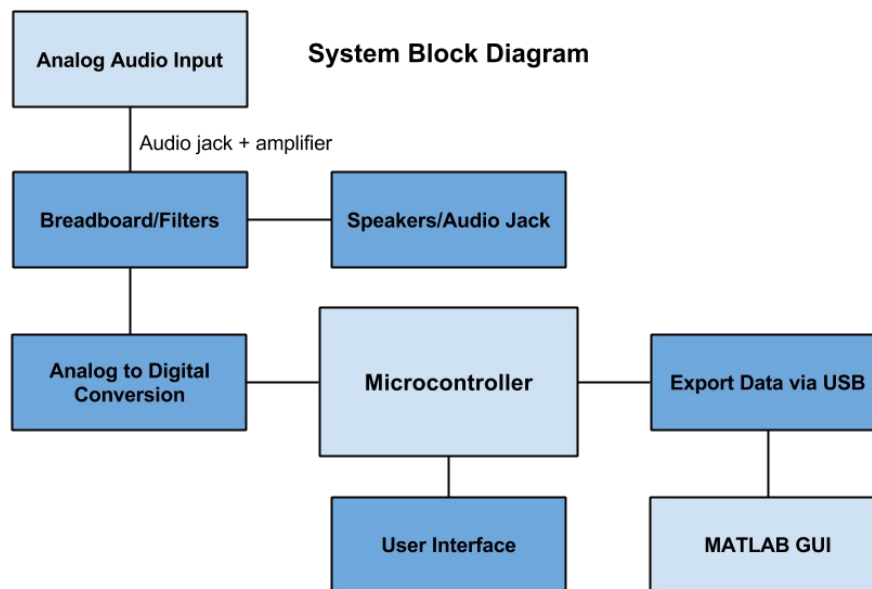 Analog Audio Input
System Block Diagram
Audio jack + amplifier
Breadboard/Filters
Speakers/Audio Jack
Analog to Digital
Conversion
Microcontroller
Export Data via USB
User Interface
MATLAB GUI